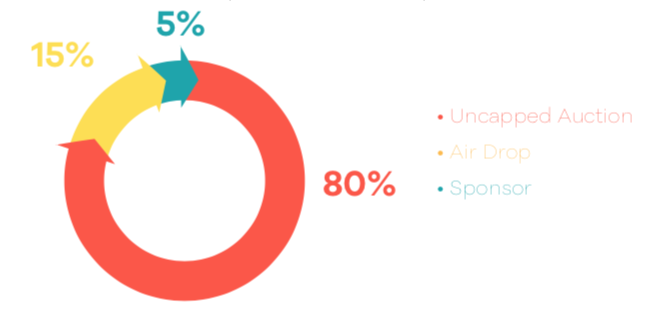 5%
15%
80%
• Uncapped Auction
• Air Drop
• Sponsor